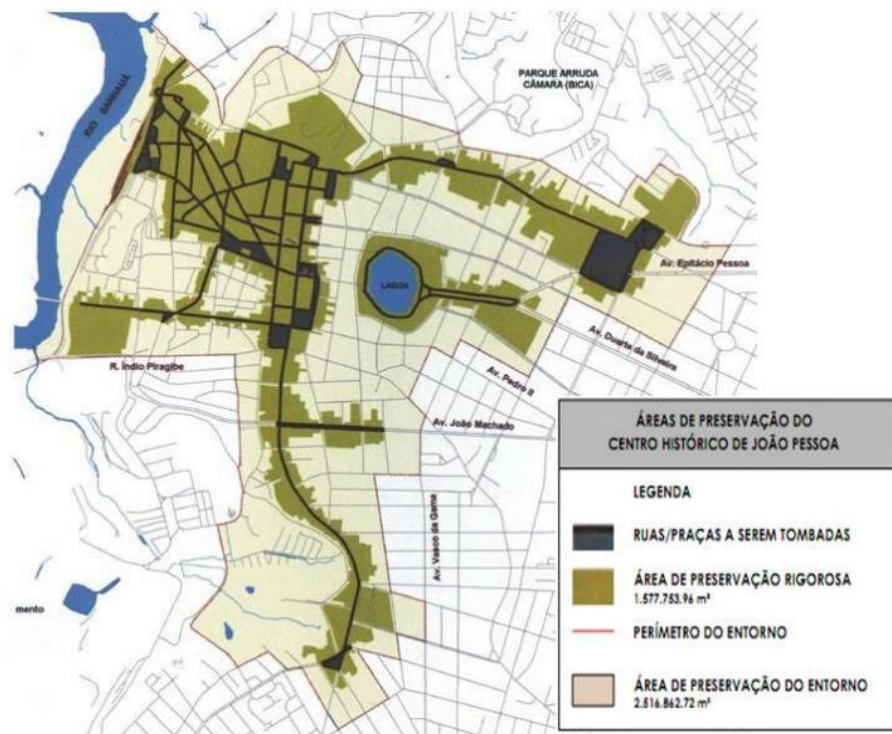 PARQUE ARRUDA
CÂMARA (BICA)
RIO SANHAUÁ
LAGOA
Av. Epitácio Pessoa
Av. Duarte da Silveira
Av. Pedro II
R. Índio Piragibe
Av. João Machado
Av. Vasco da Gama
mento
ÁREAS DE PRESERVAÇÃO DO
CENTRO HISTÓRICO DE JOÃO PESSOA
LEGENDA
RUAS/PRAÇAS A SEREM TOMBADAS
ÁREA DE PRESERVAÇÃO RIGOROSA
1.577.753.96 m²
PERÍMETRO DO ENTORNO
ÁREA DE PRESERVAÇÃO DO ENTORNO
2.516.862.72 m²